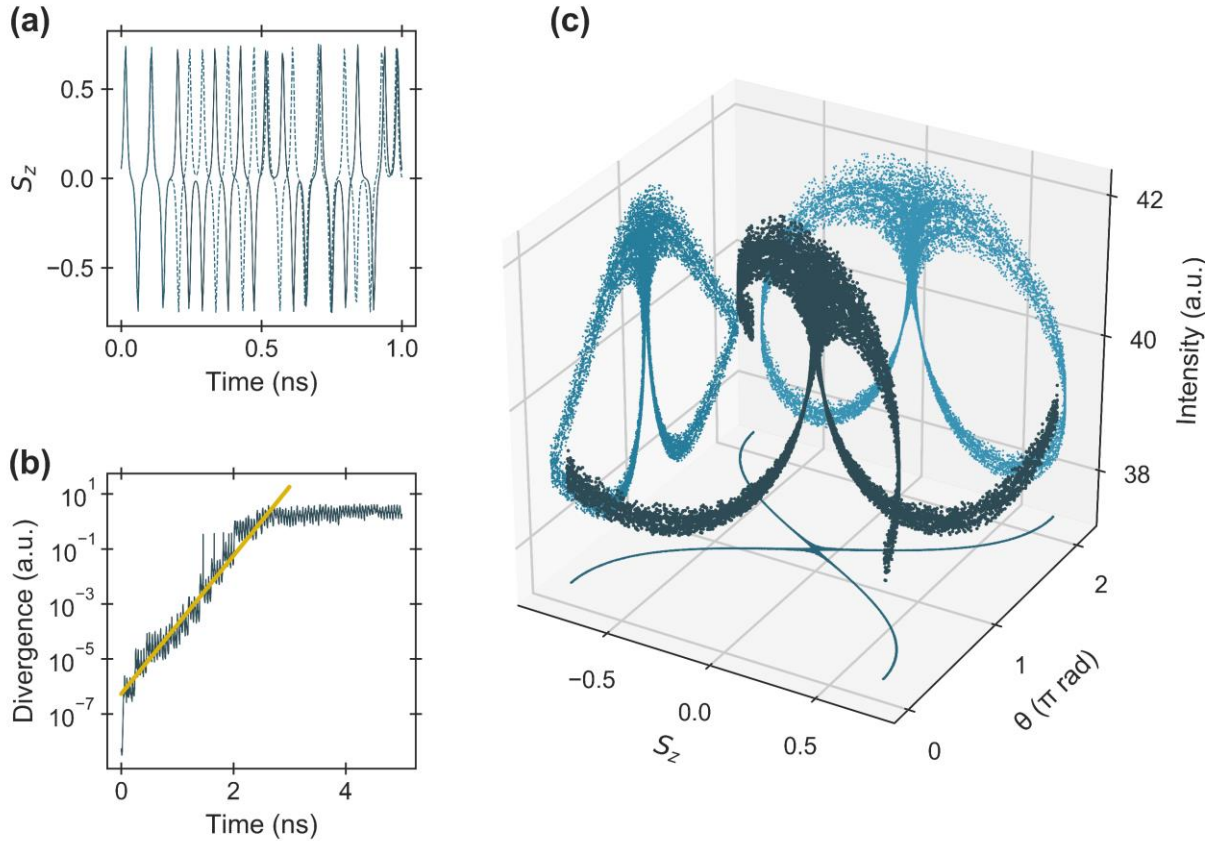 (a)
0.5
0.0
−0.5
S_z
0.0
0.5
1.0
Time (ns)
(b)
10^1
10^−1
10^−3
10^−5
10^−7
Divergence (a.u.)
0
2
4
Time (ns)
(c)
42
40
38
Intensity (a.u.)
−0.5
0.0
0.5
S_z
0
1
2
θ (π rad)